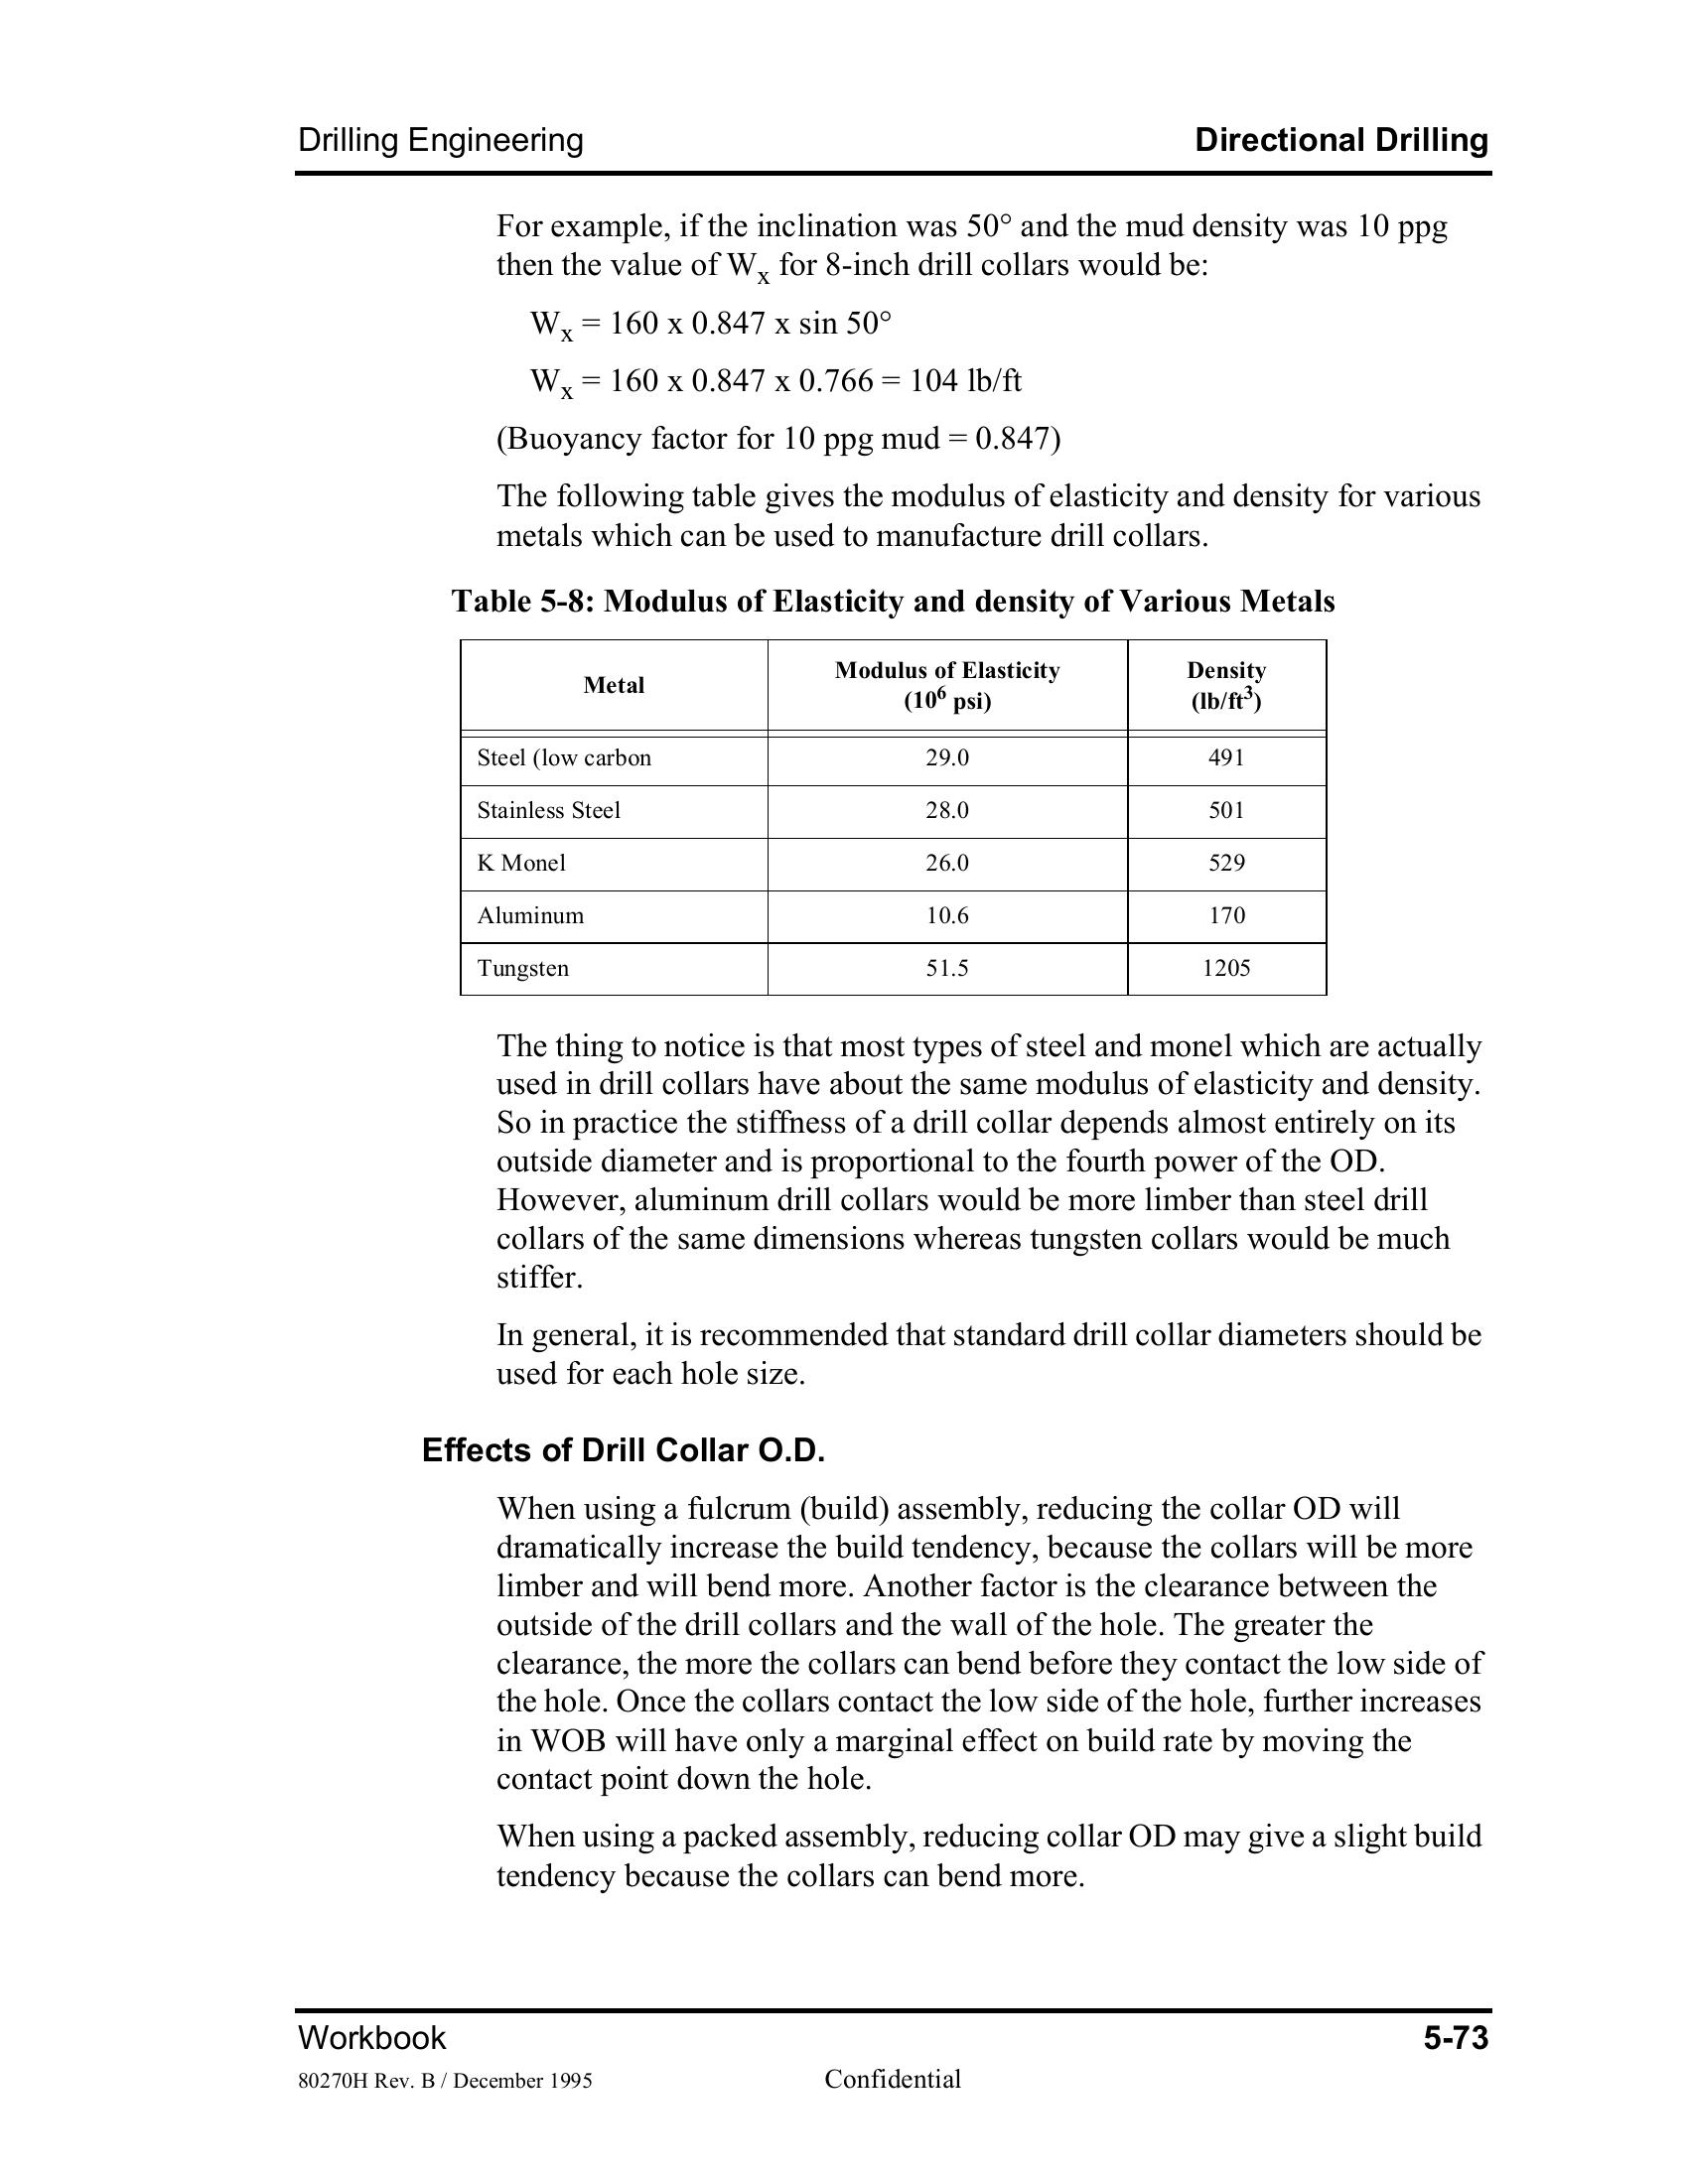 Drilling Engineering Directional Drilling
For example, if the inclination was 50° and the mud density was 10 ppg
then the value of Wx for 8-inch drill collars would be:
Wx = 160 x 0.847 x sin 50°
Wx = 160 x 0.847 x 0.766 = 104 lb/ft
(Buoyancy factor for 10 ppg mud = 0.847)
The following table gives the modulus of elasticity and density for various
metals which can be used to manufacture drill collars.
Table 5-8: Modulus of Elasticity and density of Various Metals
Metal Modulus of Elasticity (10⁶ psi) Density (lb/ft³)
Steel (low carbon 29.0 491
Stainless Steel 28.0 501
K Monel 26.0 529
Aluminum 10.6 170
Tungsten 51.5 1205
The thing to notice is that most types of steel and monel which are actually
used in drill collars have about the same modulus of elasticity and density.
So in practice the stiffness of a drill collar depends almost entirely on its
outside diameter and is proportional to the fourth power of the OD.
However, aluminum drill collars would be more limber than steel drill
collars of the same dimensions whereas tungsten collars would be much
stiffer.
In general, it is recommended that standard drill collar diameters should be
used for each hole size.
Effects of Drill Collar O.D.
When using a fulcrum (build) assembly, reducing the collar OD will
dramatically increase the build tendency, because the collars will be more
limber and will bend more. Another factor is the clearance between the
outside of the drill collars and the wall of the hole. The greater the
clearance, the more the collars can bend before they contact the low side of
the hole. Once the collars contact the low side of the hole, further increases
in WOB will have only a marginal effect on build rate by moving the
contact point down the hole.
When using a packed assembly, reducing collar OD may give a slight build
tendency because the collars can bend more.
Workbook 5-73
80270H Rev. B / December 1995 Confidential